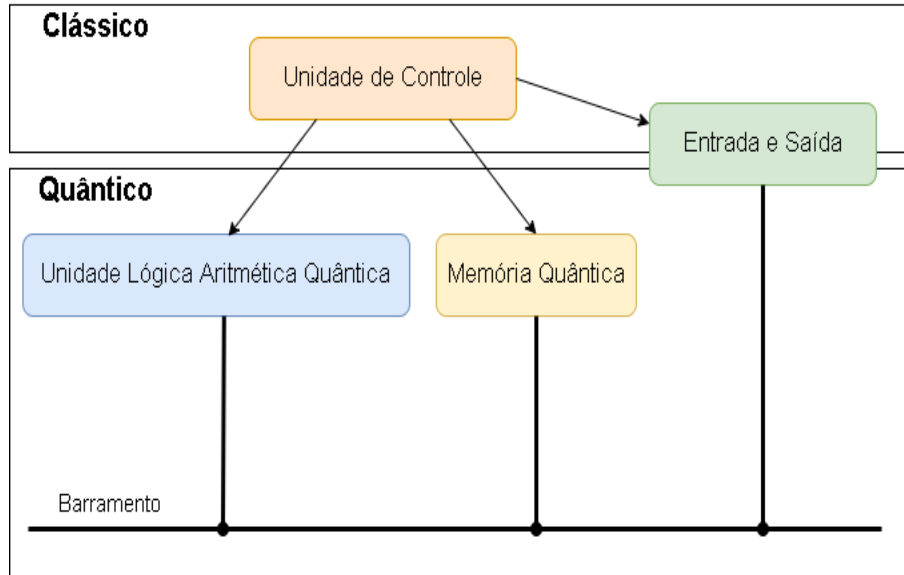 Clássico
Unidade de Controle
Entrada e Saída
Quântico
Unidade Lógica Aritmética Quântica
Memória Quântica
Barramento